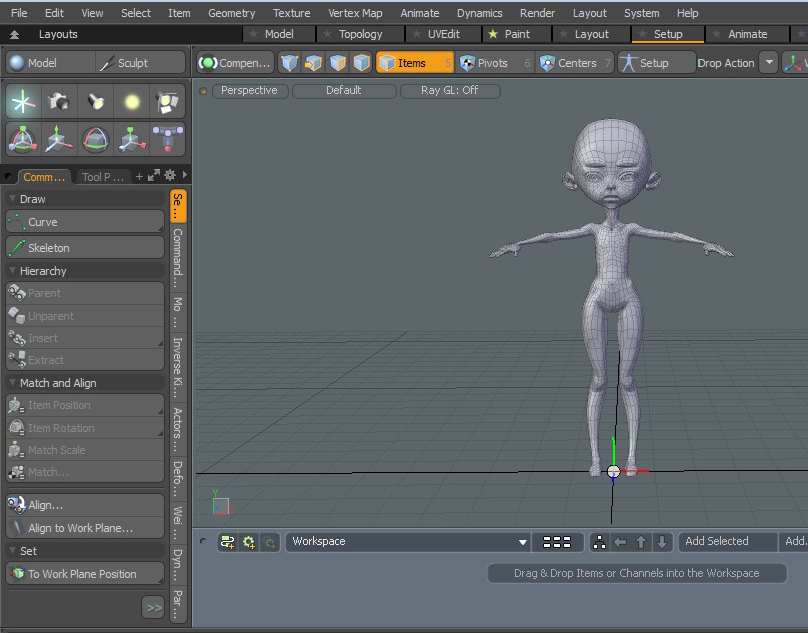 File Edit View Select Item Geometry Texture Vertex Map Animate Dynamics Render Layout System Help
Layouts Model Topology UVEdit Paint Layout Setup Animate
Model Sculpt Compen... Items 5 Pivots 6 Centers 7 Setup Drop Action
Perspective Default Ray GL: Off
Comm... Tool P ...
Draw
Curve
Skeleton
Hierarchy
Parent
Unparent
Insert
Extract
Match and Align
Item Position
Item Rotation
Match Scale
Match...
Align...
Align to Work Plane...
Set
To Work Plane Position
>>
Se ...
Command...
Mo ...
Inverse Ki...
Actors ...
Defo...
Wei ...
Dyn...
Par ...
Y
Workspace Add Selected Add.
Drag & Drop Items or Channels into the Workspace